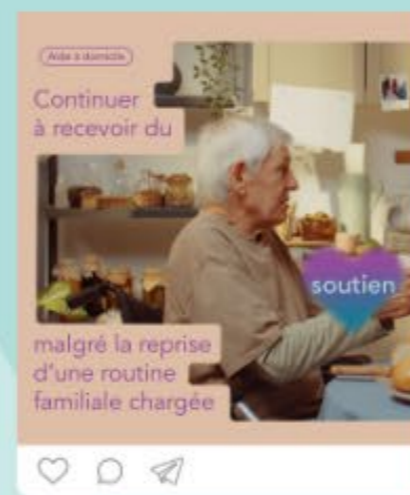 Aide à domicile
Continuer
à recevoir du
soutien
malgré la reprise
d'une routine
familiale chargée